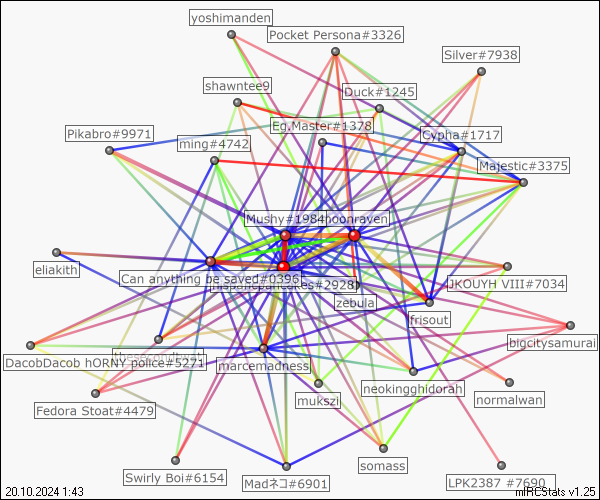 yoshimanden
Pocket Persona#3326
Silver#7938
shawntee9
Duck#1245
Eg.Master#1378
Cypha#1717
Pikabro#9971
ming#4742
Majestic#3375
Mushy#1984
hoonraven
eliakith
Can anything be saved#0396
pancakes#2928
JKOUYH VIII#7034
zebula
frisout
bigcitysamurai
DacobDacob hORNY police#5271
marcemadness
neokingghidorah
normalwan
Fedora Stoat#4479
mukszi
Swirly Boi#6154
Madネコ#6901
somass
LPK2387 #7690
20.10.2024 1:43
mIRCStats v1.25